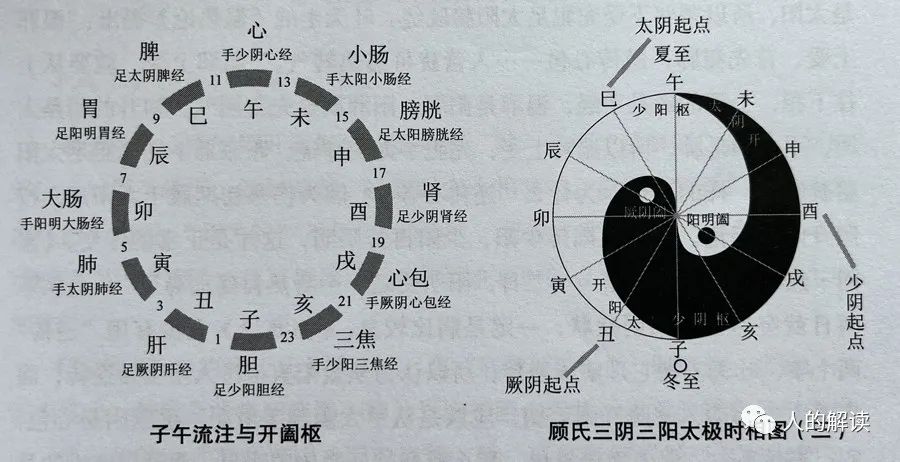 心
手少阴心经
脾
足太阴脾经
小肠
手太阳小肠经
胃
足阳明胃经
膀胱
足太阳膀胱经
大肠
手阳明大肠经
肾
足少阴肾经
肺
手太阴肺经
心包
手厥阴心包经
肝
足厥阴肝经
三焦
手少阳三焦经
胆
足少阳胆经
11
13
9
15
7
17
5
19
3
21
1
23
午
巳
未
辰
申
卯
酉
寅
戌
丑
亥
子
子午流注与开阖枢
太阴起点
夏至
午
巳
未
辰
申
卯
酉
寅
戌
丑
亥
子
冬至
少阳枢
太阴开
厥阴阖
阳明阖
开阳太
少阴枢
少阴起点
厥阴起点
顾氏三阴三阳太极时相图（二）
人的解读